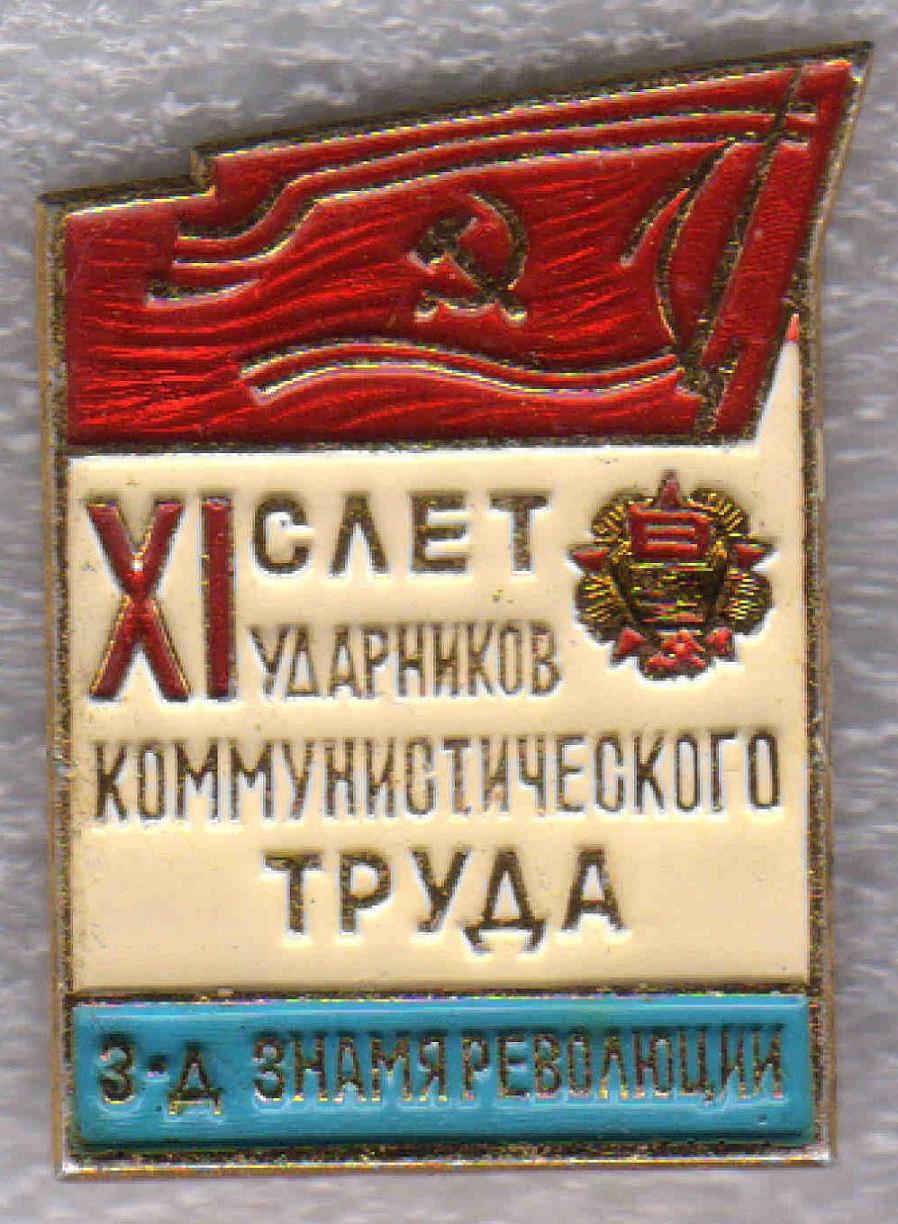 XI СЛЕТ
УДАРНИКОВ
КОММУНИСТИЧЕСКОГО
ТРУДА
З-Д ЗНАМЯ РЕВОЛЮЦИИ